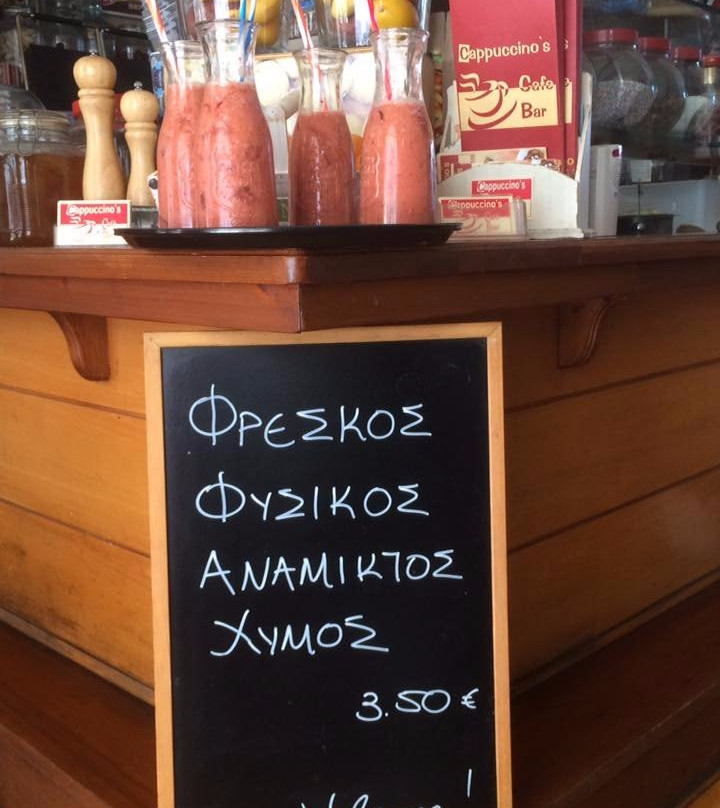 Cappuccino's
Cafe
Bar
Cappuccino's
Cappuccino's
Cappuccino's
ΦΡΕΣΚΟΣ
ΦΥΣΙΚΟΣ
ΑΝΑΜΙΚΤΟΣ
ΧΥΜΟΣ
3.50 €